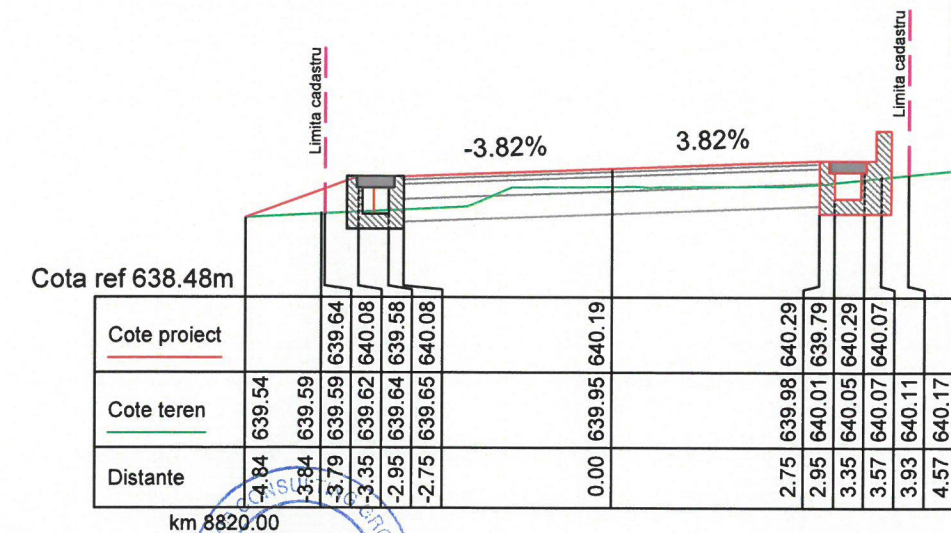 Limita cadastru
Limita cadastru
-3.82%
3.82%
Cota ref 638.48m
Cote proiect 639.64 640.08 639.58 640.08 640.19 640.29 639.79 640.29 640.07
Cote teren 639.54 639.59 639.59 639.62 639.64 639.65 639.95 639.98 640.01 640.05 640.07 640.11 640.17
Distante -4.84 -3.84 -3.79 -3.35 -2.95 -2.75 0.00 2.75 2.95 3.35 3.57 3.93 4.57
km 8820.00
CONSULTING